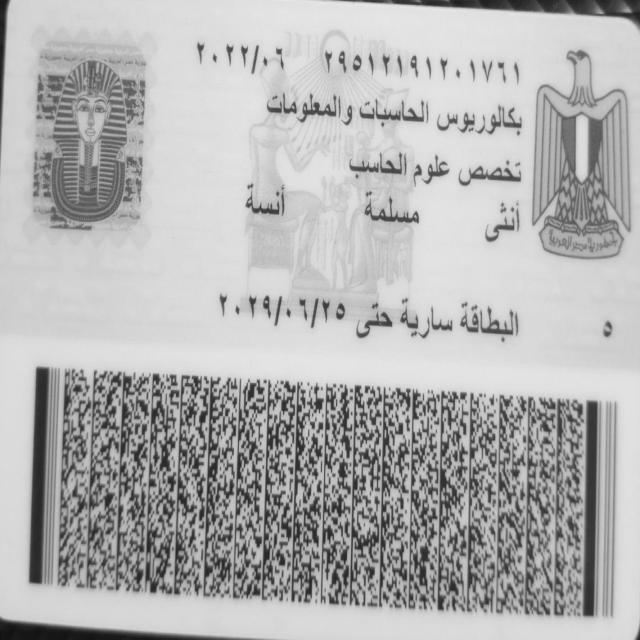 ٢٩٥١٢١٩١٢٠١٧٦١ ٢٠٢٢/٠٦
بكالوريوس الحاسبات والمعلومات
تخصص علوم الحاسب
أنثى مسلمة أنسة
البطاقة سارية حتى ٢٠٢٩/٠٦/٢٥
٥
جمهورية مصر العربية